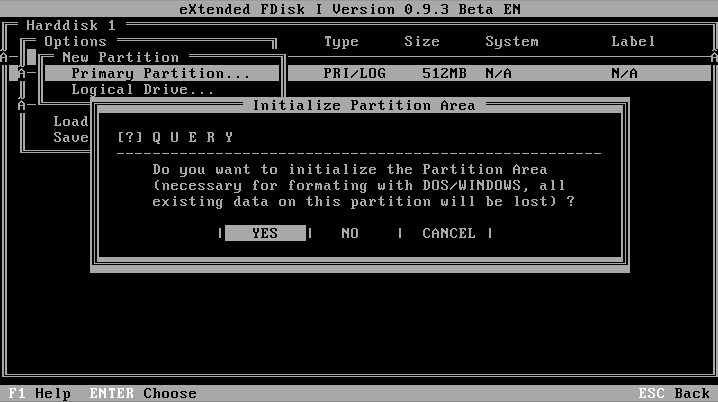 eXtended FDisk I Version 0.9.3 Beta EN
Harddisk 1
Options Type Size System Label
New Partition
Primary Partition... PRI/LOG 512MB N/A N/A
Logical Drive...
Initialize Partition Area
Load
Save
[?] Q U E R Y
Do you want to initialize the Partition Area
(necessary for formating with DOS/WINDOWS, all
existing data on this partition will be lost) ?
| YES | NO | CANCEL |
F1 Help ENTER Choose ESC Back